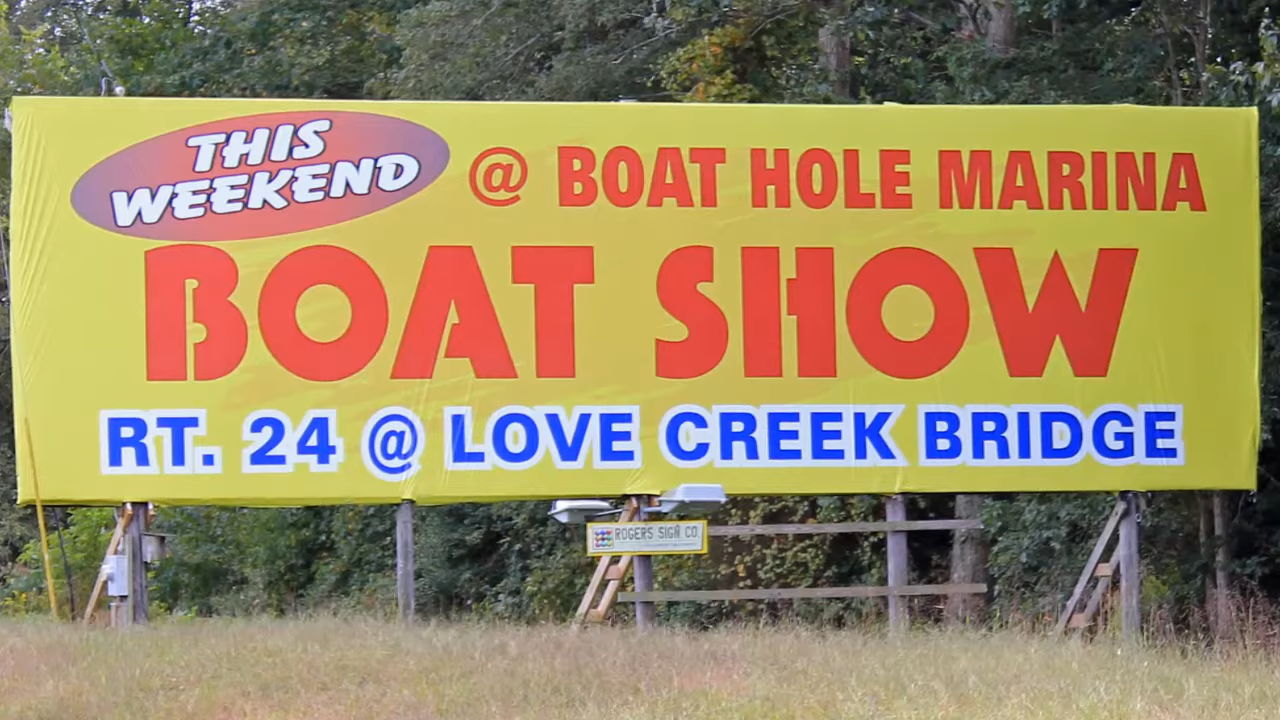 THIS
WEEKEND
@ BOAT HOLE MARINA
BOAT SHOW
RT. 24 @ LOVE CREEK BRIDGE
ROGERS SIGN CO.